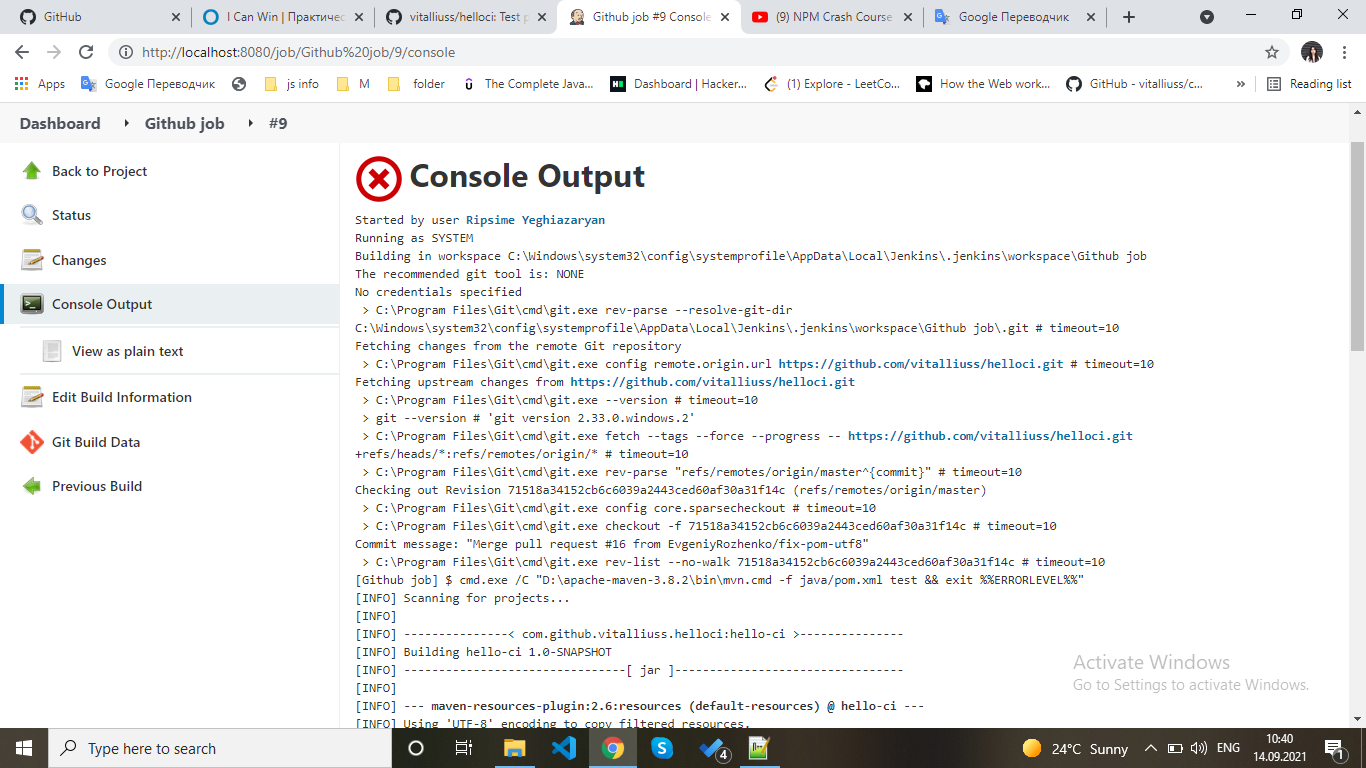 GitHub
I Can Win | Практичес
vitalliuss/helloci: Test p
Github job #9 Console
(9) NPM Crash Course
Google Переводчик
http://localhost:8080/job/Github%20job/9/console
Apps
Google Переводчик
js info
M
folder
The Complete Java...
Dashboard | Hacker...
(1) Explore - LeetCo...
How the Web work...
GitHub - vitalliuss/c...
»
Reading list
Dashboard
Github job
#9
Back to Project
Status
Changes
Console Output
View as plain text
Edit Build Information
Git Build Data
Previous Build
Console Output
Started by user Ripsime Yeghiazaryan
Running as SYSTEM
Building in workspace C:\Windows\system32\config\systemprofile\AppData\Local\Jenkins\.jenkins\workspace\Github job
The recommended git tool is: NONE
No credentials specified
> C:\Program Files\Git\cmd\git.exe rev-parse --resolve-git-dir
C:\Windows\system32\config\systemprofile\AppData\Local\Jenkins\.jenkins\workspace\Github job\.git # timeout=10
Fetching changes from the remote Git repository
> C:\Program Files\Git\cmd\git.exe config remote.origin.url https://github.com/vitalliuss/helloci.git # timeout=10
Fetching upstream changes from https://github.com/vitalliuss/helloci.git
> C:\Program Files\Git\cmd\git.exe --version # timeout=10
> git --version # 'git version 2.33.0.windows.2'
> C:\Program Files\Git\cmd\git.exe fetch --tags --force --progress -- https://github.com/vitalliuss/helloci.git
+refs/heads/*:refs/remotes/origin/* # timeout=10
> C:\Program Files\Git\cmd\git.exe rev-parse "refs/remotes/origin/master^{commit}" # timeout=10
Checking out Revision 71518a34152cb6c6039a2443ced60af30a31f14c (refs/remotes/origin/master)
> C:\Program Files\Git\cmd\git.exe config core.sparsecheckout # timeout=10
> C:\Program Files\Git\cmd\git.exe checkout -f 71518a34152cb6c6039a2443ced60af30a31f14c # timeout=10
Commit message: "Merge pull request #16 from EvgeniyRozhenko/fix-pom-utf8"
> C:\Program Files\Git\cmd\git.exe rev-list --no-walk 71518a34152cb6c6039a2443ced60af30a31f14c # timeout=10
[Github job] $ cmd.exe /C "D:\apache-maven-3.8.2\bin\mvn.cmd -f java/pom.xml test && exit %%ERRORLEVEL%%"
[INFO] Scanning for projects...
[INFO]
[INFO] ---------------< com.github.vitalliuss.helloci:hello-ci >---------------
[INFO] Building hello-ci 1.0-SNAPSHOT
[INFO] --------------------------------[ jar ]---------------------------------
[INFO]
[INFO] --- maven-resources-plugin:2.6:resources (default-resources) @ hello-ci ---
[INFO] Using 'UTF-8' encoding to copy filtered resources.
Activate Windows
Go to Settings to activate Windows.
Type here to search
4
24°C Sunny
ENG
10:40
14.09.2021
1